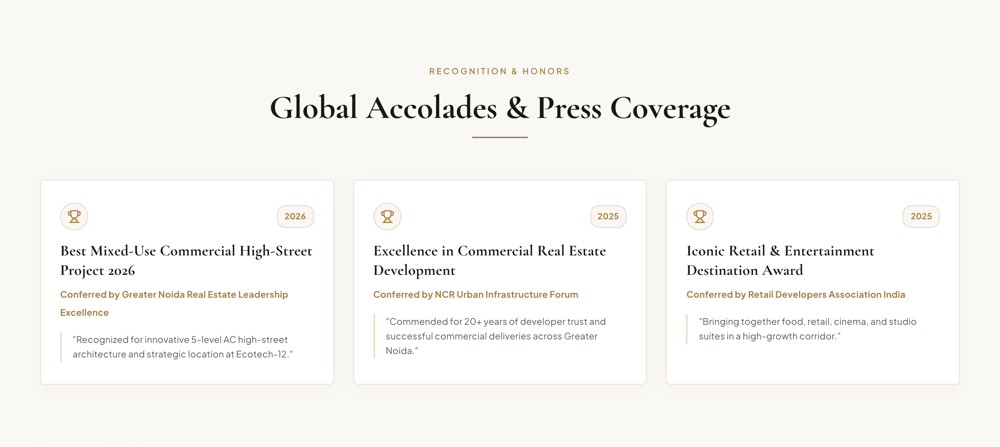 RECOGNITION & HONORS
Global Accolades & Press Coverage
2026
Best Mixed-Use Commercial High-Street
Project 2026
Conferred by Greater Noida Real Estate Leadership
Excellence
"Recognized for innovative 5-level AC high-street
architecture and strategic location at Ecotech-12."
2025
Excellence in Commercial Real Estate
Development
Conferred by NCR Urban Infrastructure Forum
"Commended for 20+ years of developer trust and
successful commercial deliveries across Greater
Noida."
2025
Iconic Retail & Entertainment
Destination Award
Conferred by Retail Developers Association India
"Bringing together food, retail, cinema, and studio
suites in a high-growth corridor."